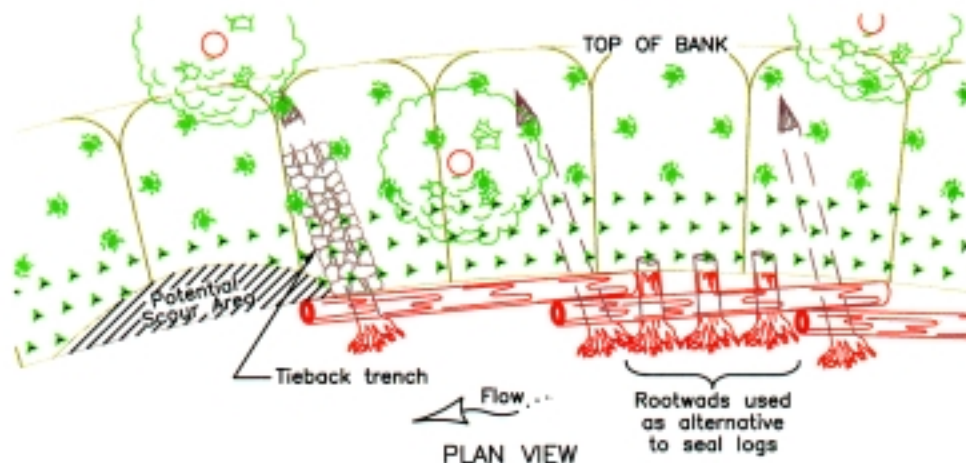 TOP OF BANK
Potential
Scour Area
Tieback trench
Flow
Rootwads used
as alternative
to seal logs
PLAN VIEW